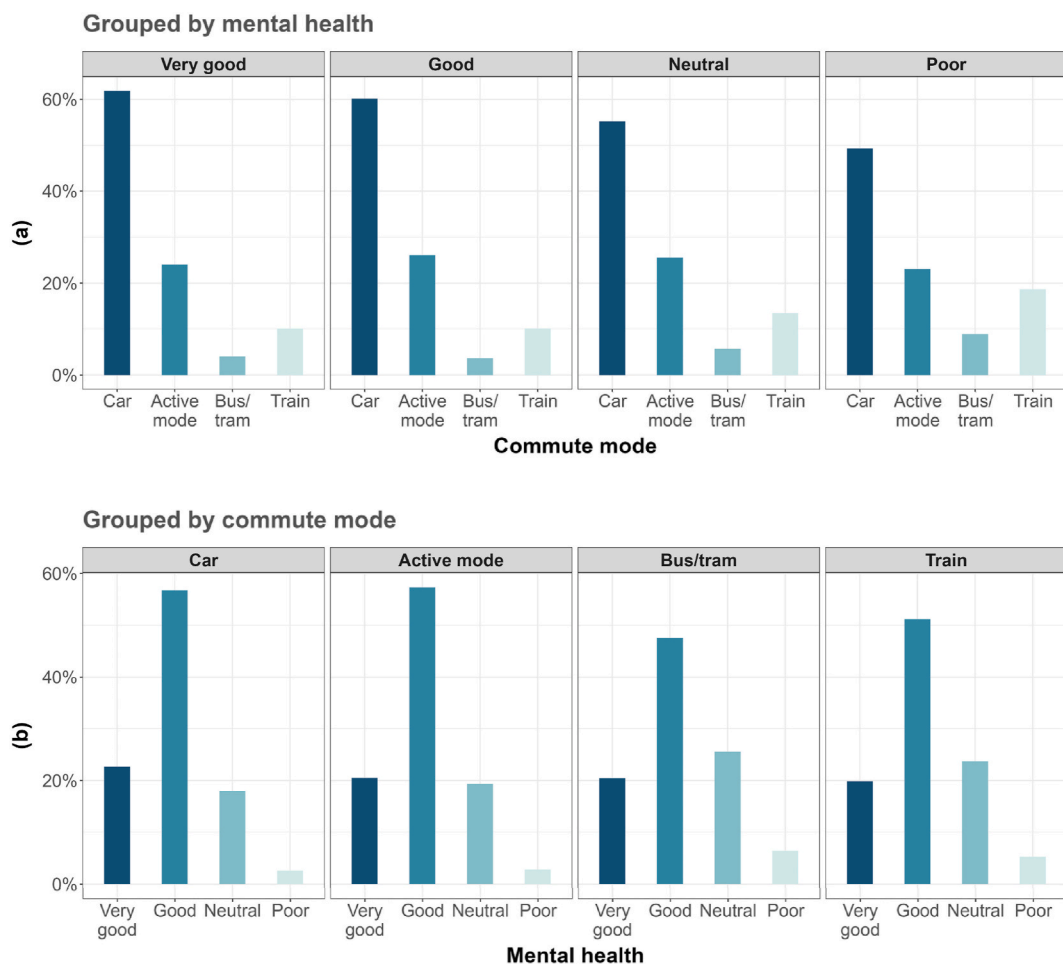 Grouped by mental health
Very good Good Neutral Poor
60%
40%
20%
0%
(a)
Car Active mode Bus/ tram Train Car Active mode Bus/ tram Train Car Active mode Bus/ tram Train Car Active mode Bus/ tram Train
Commute mode
Grouped by commute mode
Car Active mode Bus/tram Train
60%
40%
20%
0%
(b)
Very good Good Neutral Poor Very good Good Neutral Poor Very good Good Neutral Poor Very good Good Neutral Poor
Mental health